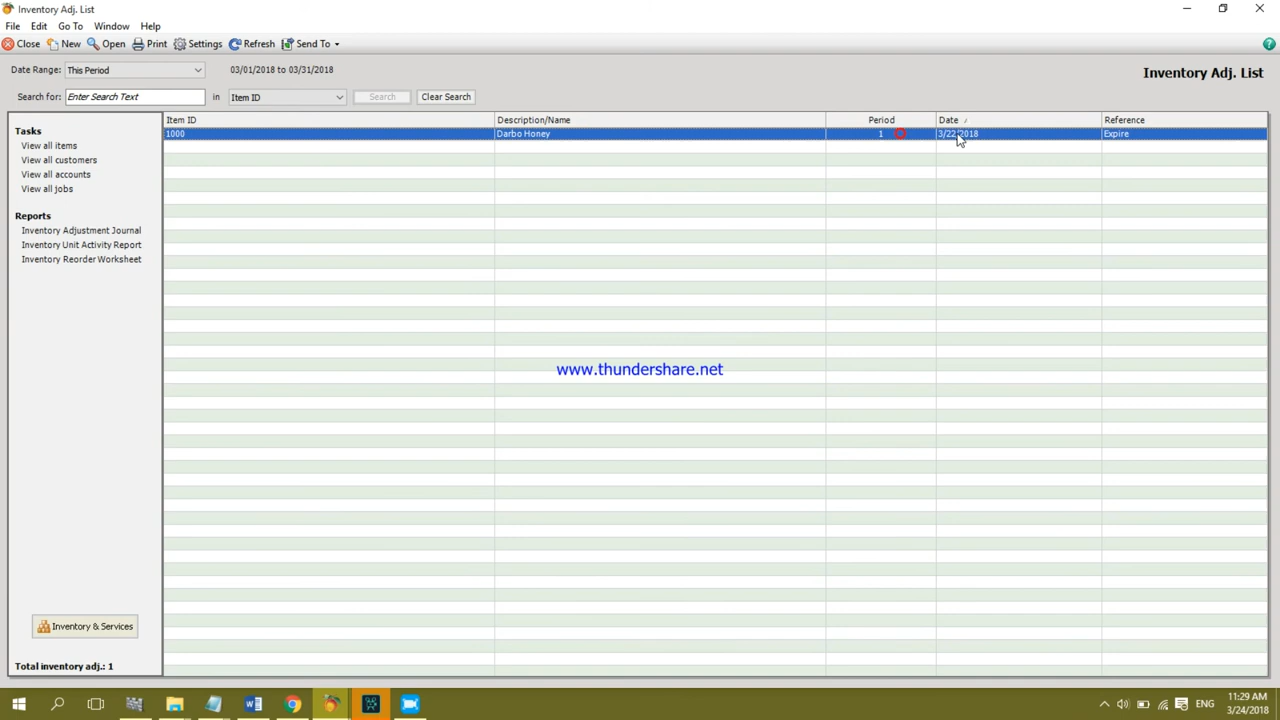 Inventory Adj. List
File Edit Go To Window Help
Close New Open Print Settings Refresh Send To
Date Range: This Period 03/01/2018 to 03/31/2018
Inventory Adj. List
Search for: Enter Search Text in Item ID Search Clear Search
Item ID Description/Name Period Date Reference
1000 Darbo Honey 1 3/22/2018 Expire
Tasks
View all items
View all customers
View all accounts
View all jobs
Reports
Inventory Adjustment Journal
Inventory Unit Activity Report
Inventory Reorder Worksheet
www.thundershare.net
Inventory & Services
Total inventory adj.: 1
ENG
11:29 AM
3/24/2018